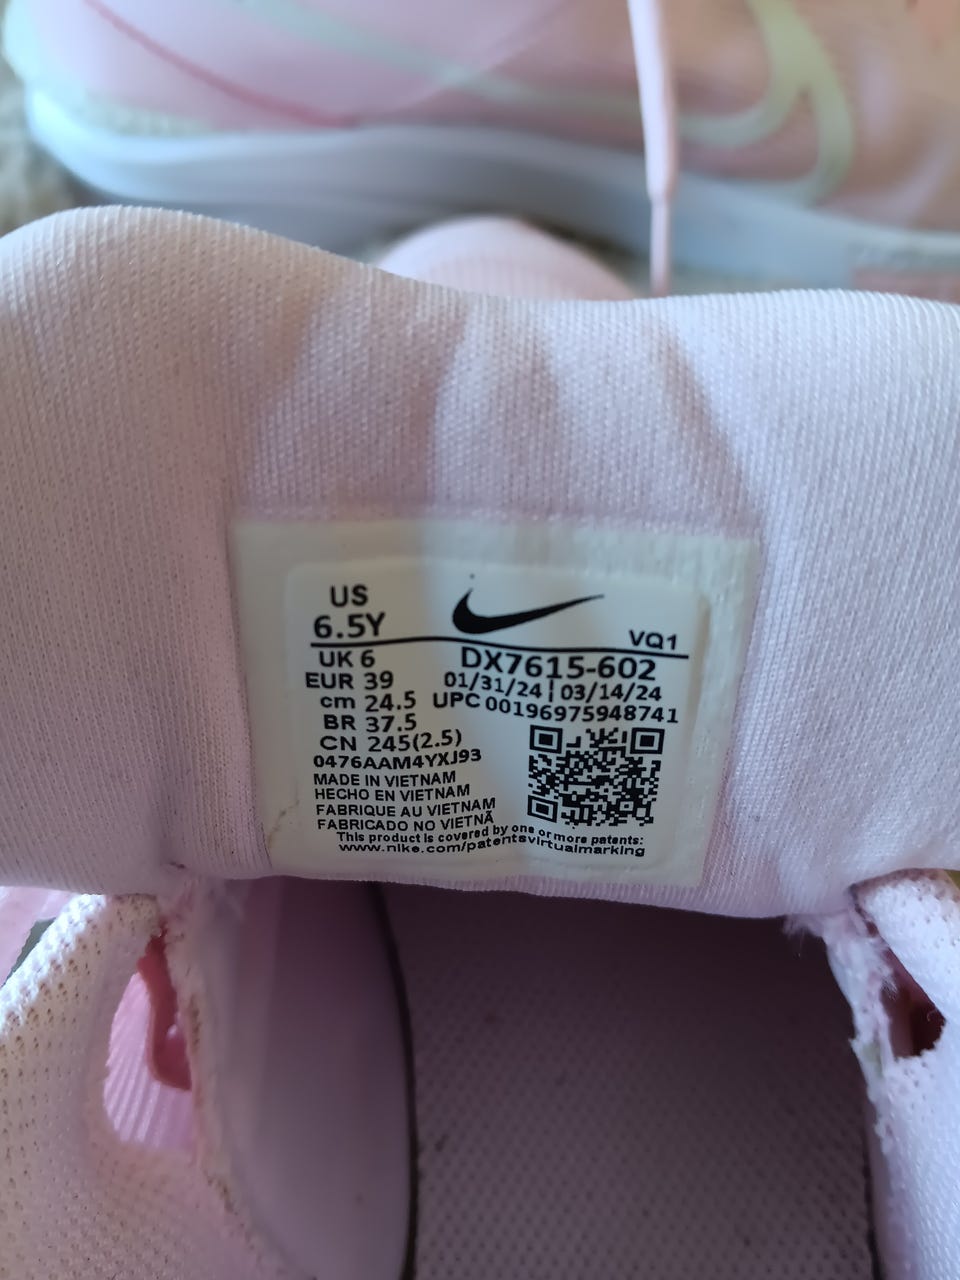 US
6.5Y
VQ1
UK 6
DX7615-602
EUR 39
01/31/24 | 03/14/24
cm 24.5
UPC 00196975948741
BR 37.5
CN 245(2.5)
0476AAM4YXJ93
MADE IN VIETNAM
HECHO EN VIETNAM
FABRIQUE AU VIETNAM
FABRICADO NO VIETNÃ
This product is covered by one or more patents:
www.nike.com/patentsvirtualmarking